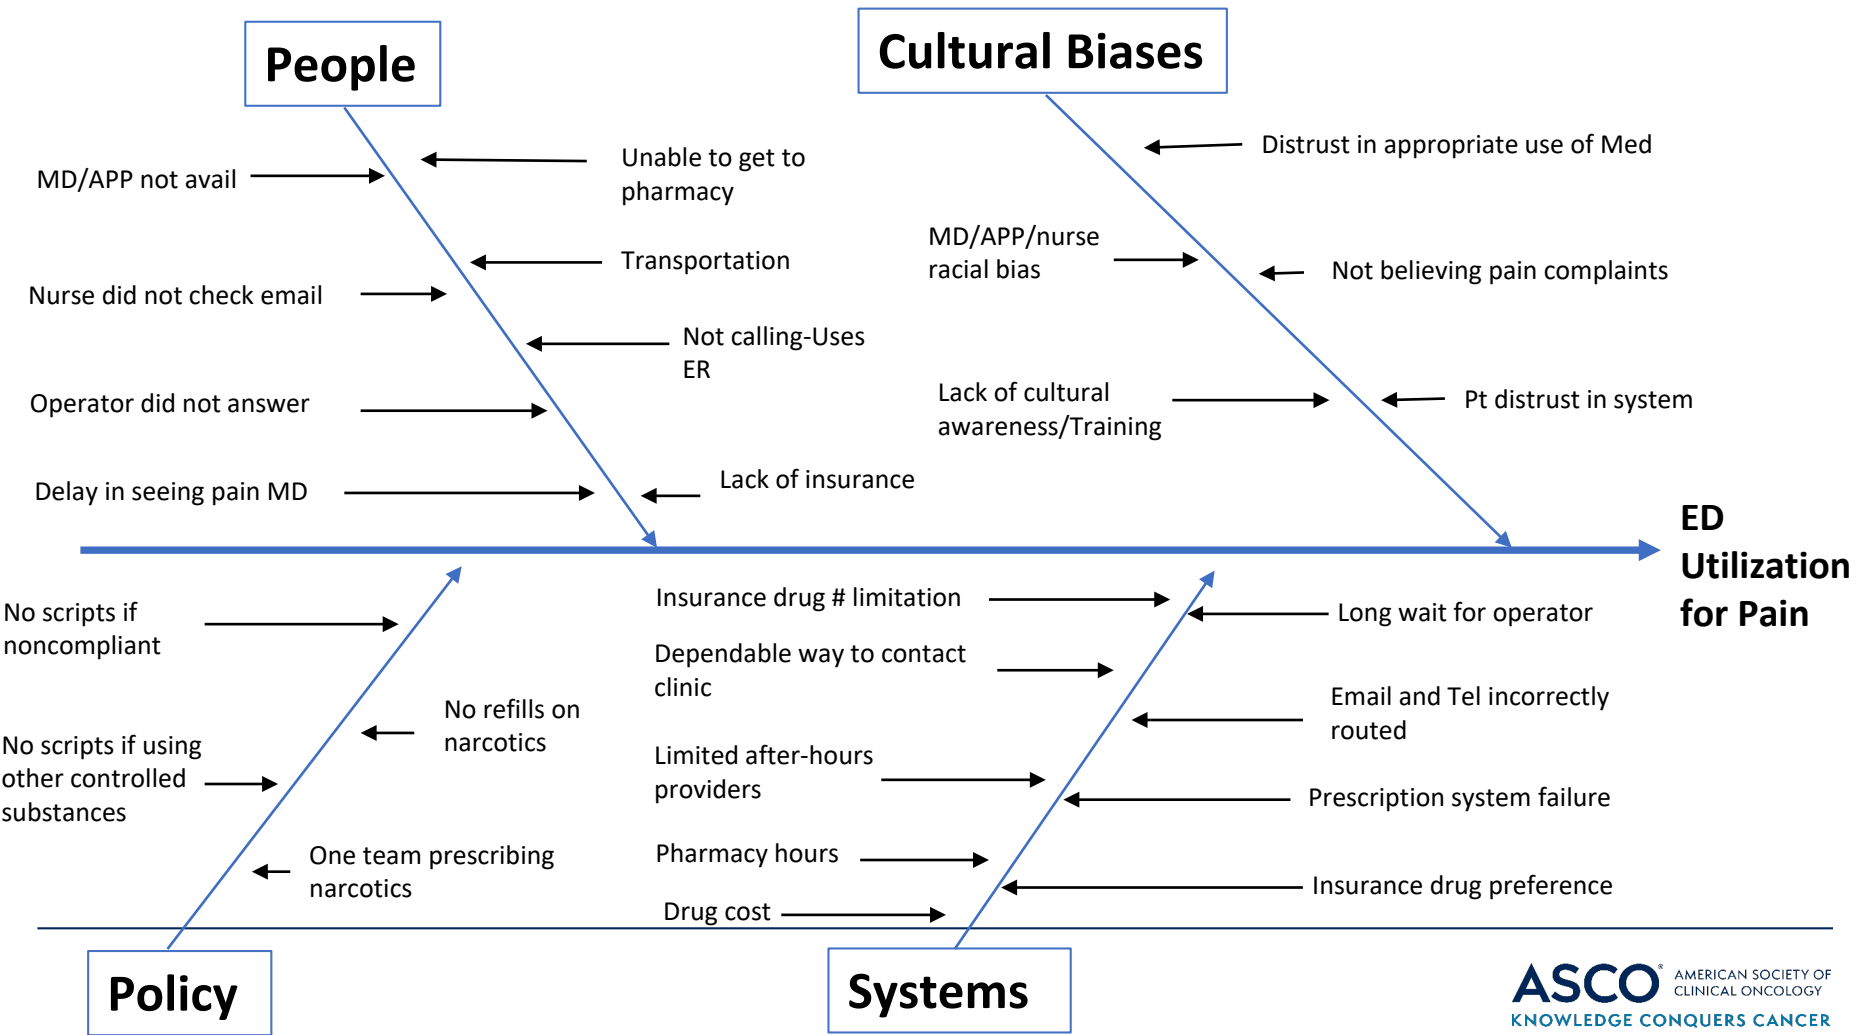 People
Cultural Biases
MD/APP not avail
Unable to get to
pharmacy
Nurse did not check email
Transportation
Operator did not answer
Not calling-Uses
ER
Delay in seeing pain MD
Lack of insurance
Distrust in appropriate use of Med
MD/APP/nurse
racial bias
Not believing pain complaints
Lack of cultural
awareness/Training
Pt distrust in system
ED
Utilization
for Pain
No scripts if
noncompliant
No refills on
narcotics
No scripts if using
other controlled
substances
One team prescribing
narcotics
Insurance drug # limitation
Long wait for operator
Dependable way to contact
clinic
Email and Tel incorrectly
routed
Limited after-hours
providers
Prescription system failure
Pharmacy hours
Insurance drug preference
Drug cost
Policy
Systems
ASCO® AMERICAN SOCIETY OF
CLINICAL ONCOLOGY
KNOWLEDGE CONQUERS CANCER